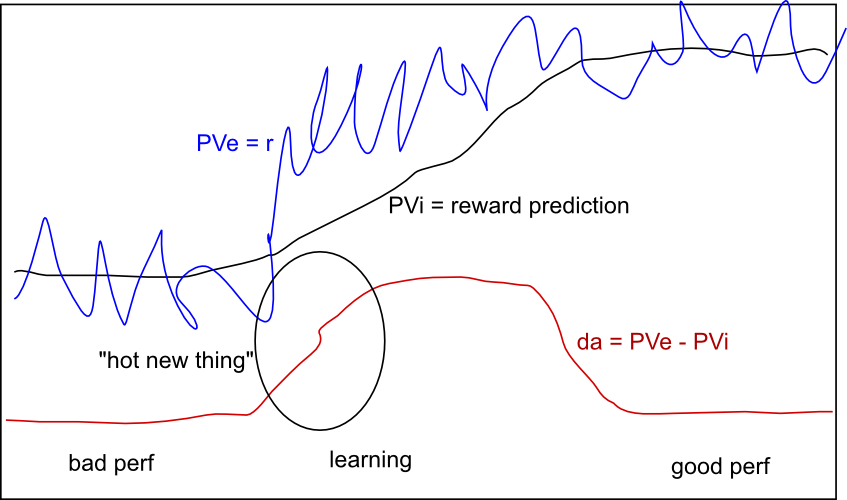 PVe = r
PVi = reward prediction
da = PVe - PVi
"hot new thing"
bad perf
learning
good perf